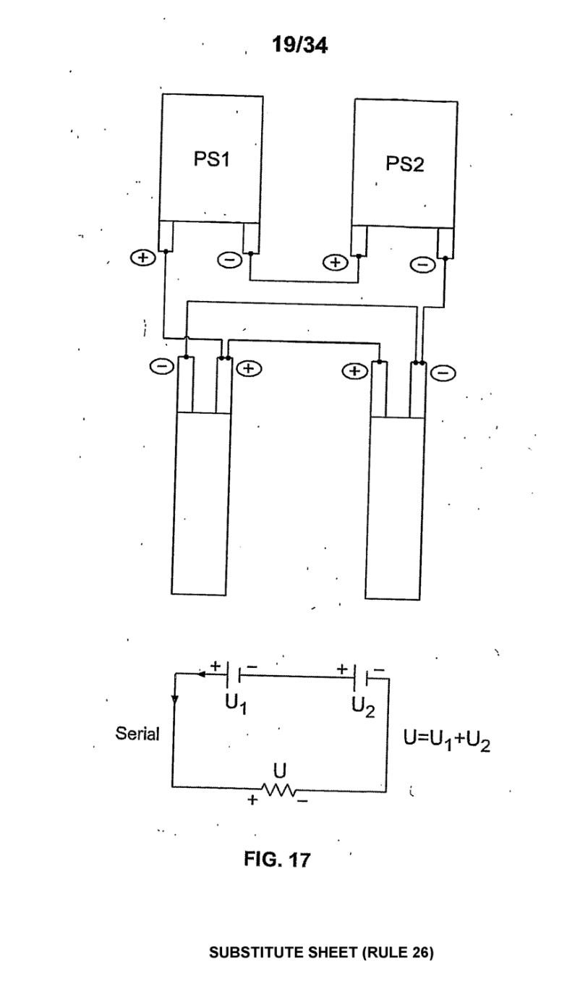 19/34
PS1
PS2
+ − + −
− + + −
+ − + −
U₁
U₂
Serial
U=U₁+U₂
U
+ −
FIG. 17
SUBSTITUTE SHEET (RULE 26)